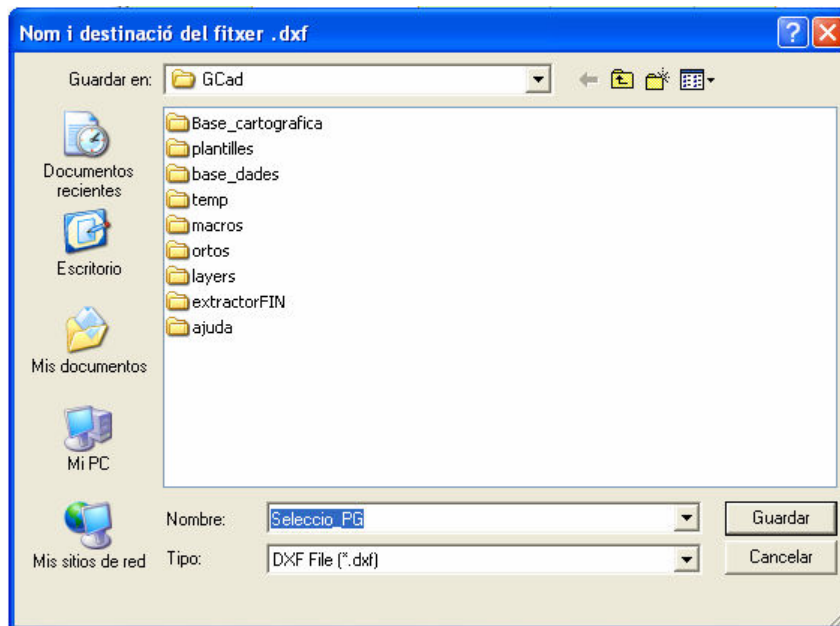 Nom i destinació del fitxer .dxf
Guardar en: GCad
Documentos
recientes
Escritorio
Mis documentos
Mi PC
Mis sitios de red
Base_cartografica
plantilles
base_dades
temp
macros
ortos
layers
extractorFIN
ajuda
Nombre: Seleccio_PG Guardar
Tipo: DXF File (*.dxf) Cancelar